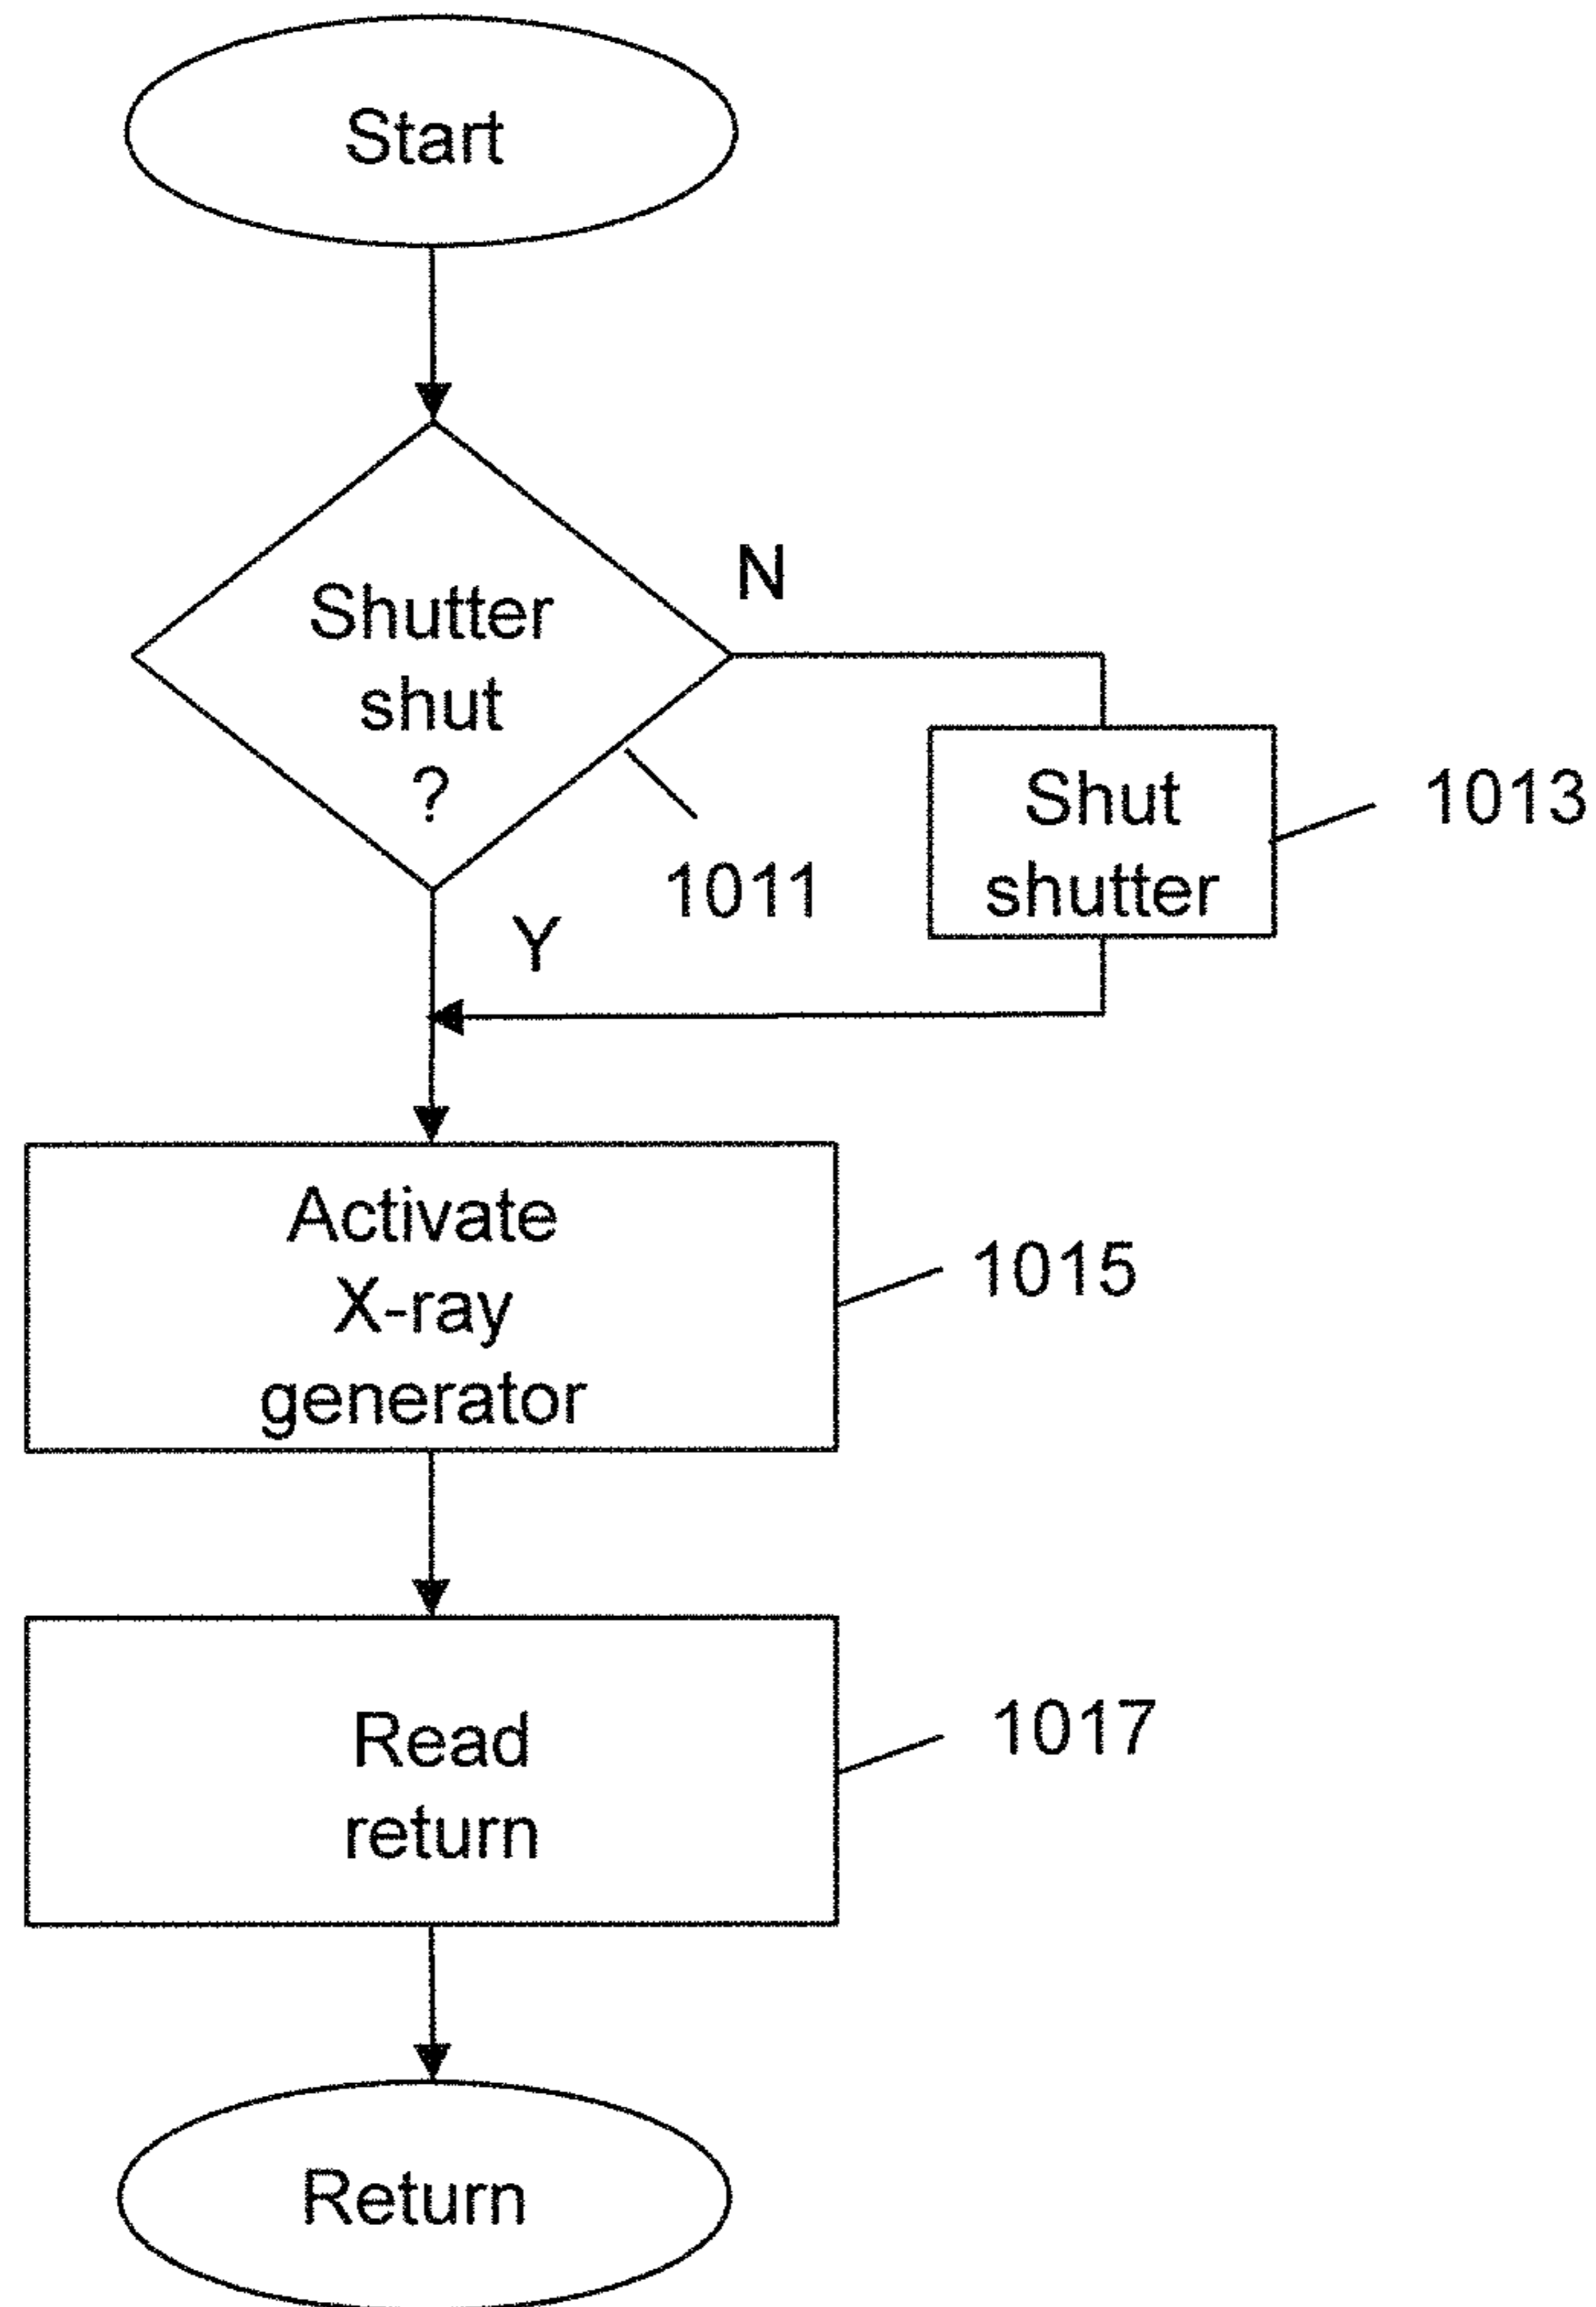 Start
N
Shutter
shut
?
1011
Shut
shutter
1013
Y
Activate
X-ray
generator
1015
Read
return
1017
Return